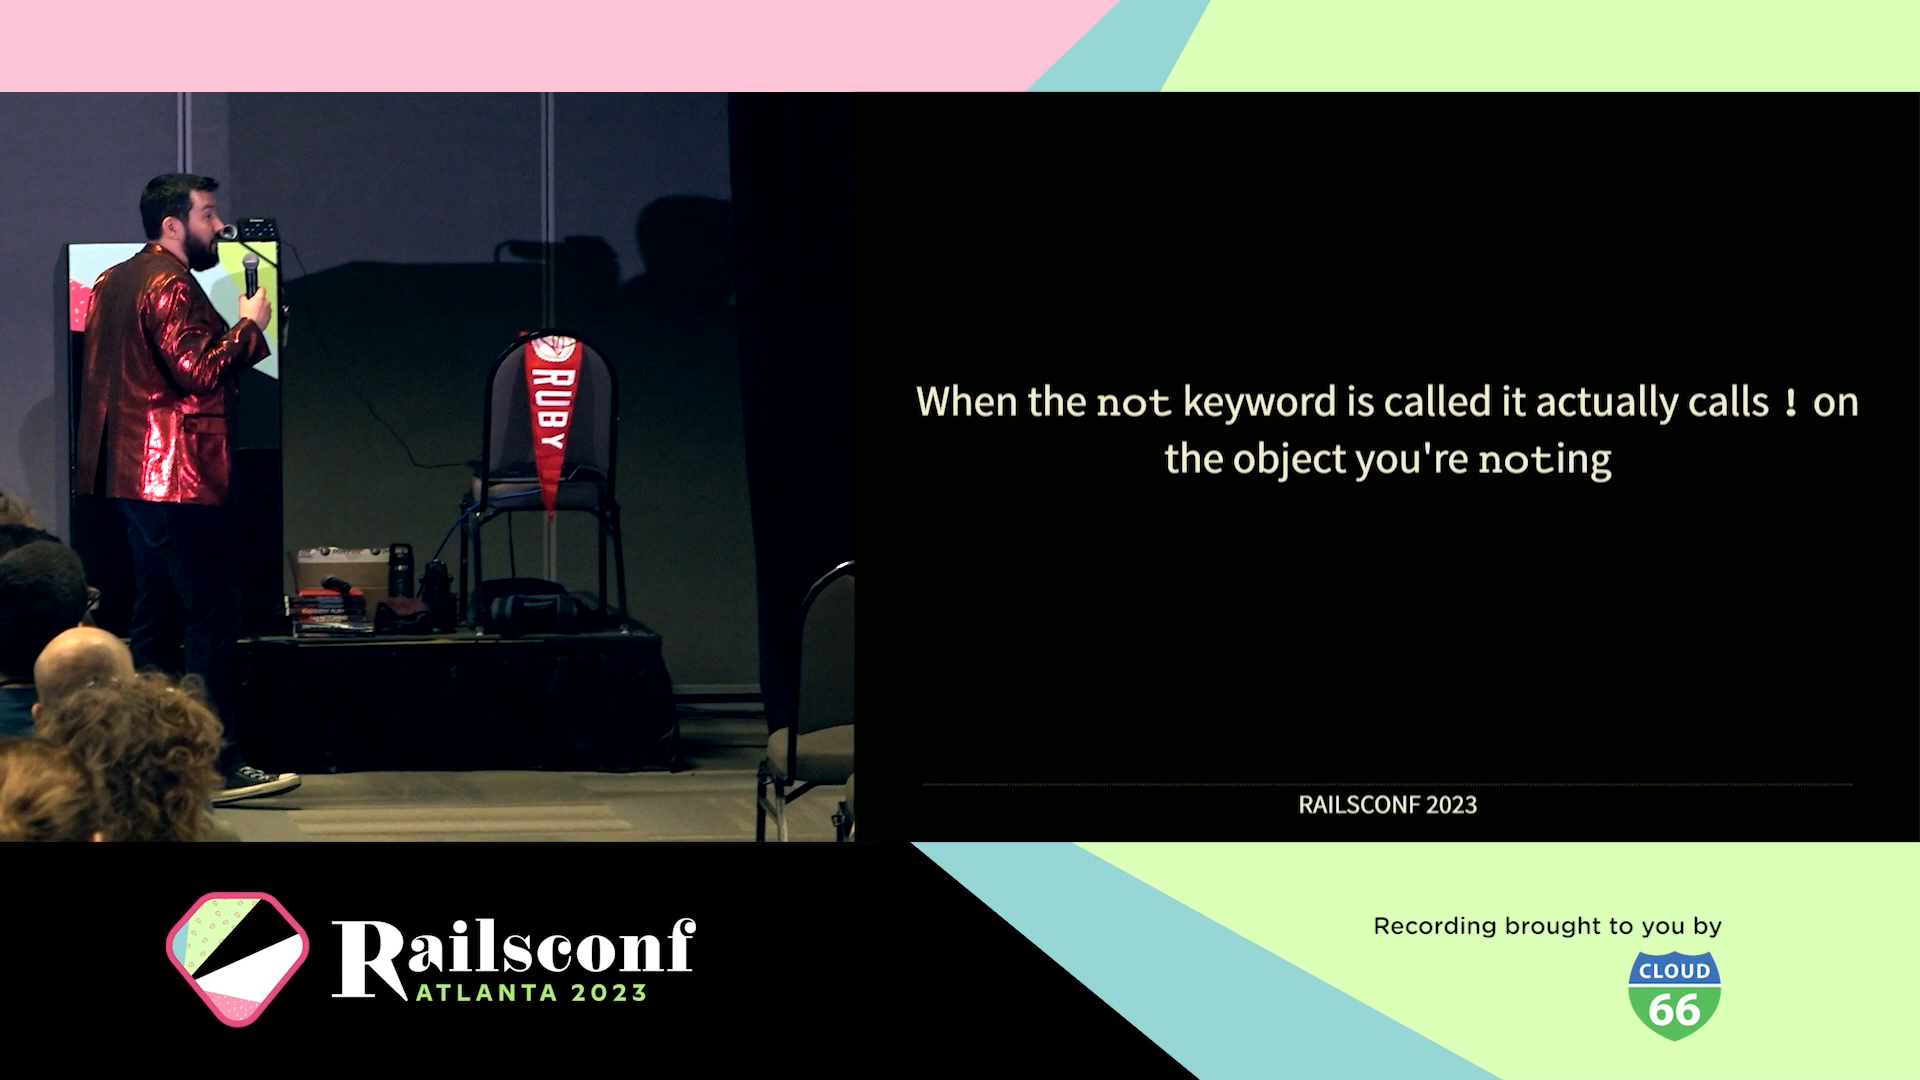 RUBY
When the not keyword is called it actually calls ! on
the object you're noting
RAILSCONF 2023
Railsconf
ATLANTA 2023
Recording brought to you by
CLOUD
66